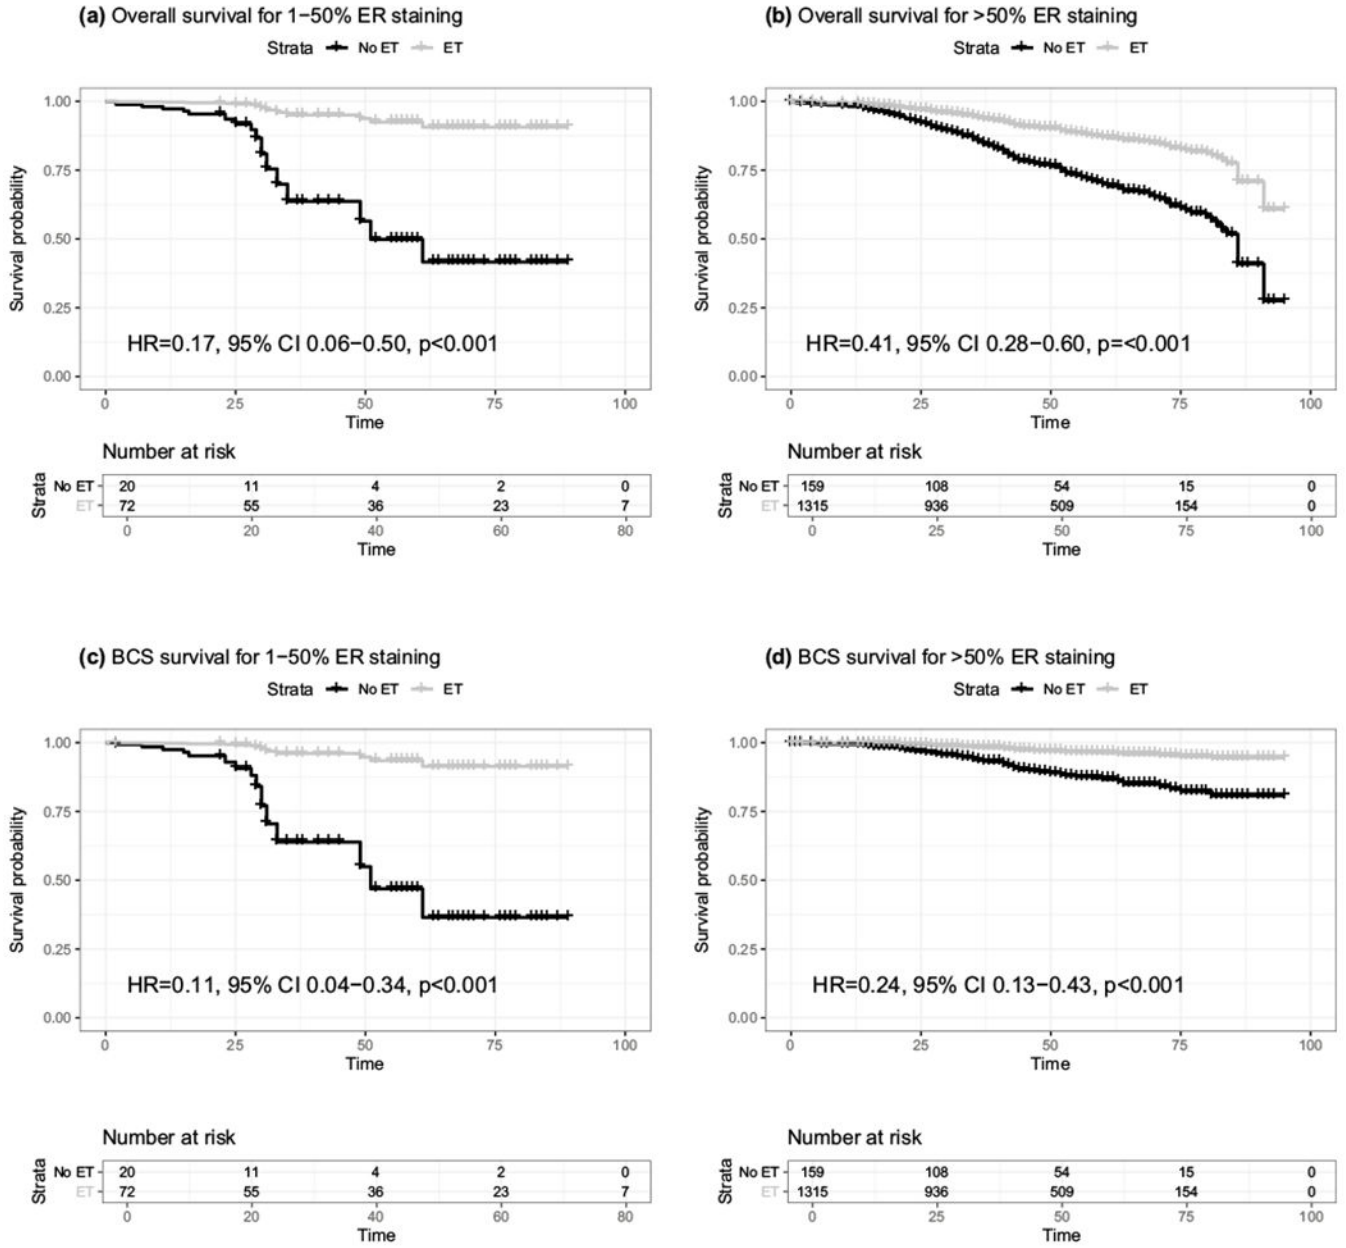 (a) Overall survival for 1−50% ER staining
Strata No ET ET
Survival probability
1.00
0.75
0.50
0.25
0.00
HR=0.17, 95% CI 0.06−0.50, p<0.001
0 25 50 75 100
Time
Number at risk
Strata
No ET 20 11 4 2 0
ET 72 55 36 23 7
0 20 40 60 80
Time
(b) Overall survival for >50% ER staining
Strata No ET ET
Survival probability
1.00
0.75
0.50
0.25
0.00
HR=0.41, 95% CI 0.28−0.60, p=<0.001
0 25 50 75 100
Time
Number at risk
Strata
No ET 159 108 54 15 0
ET 1315 936 509 154 0
0 25 50 75 100
Time
(c) BCS survival for 1−50% ER staining
Strata No ET ET
Survival probability
1.00
0.75
0.50
0.25
0.00
HR=0.11, 95% CI 0.04−0.34, p<0.001
0 25 50 75 100
Time
Number at risk
Strata
No ET 20 11 4 2 0
ET 72 55 36 23 7
0 20 40 60 80
Time
(d) BCS survival for >50% ER staining
Strata No ET ET
Survival probability
1.00
0.75
0.50
0.25
0.00
HR=0.24, 95% CI 0.13−0.43, p<0.001
0 25 50 75 100
Time
Number at risk
Strata
No ET 159 108 54 15 0
ET 1315 936 509 154 0
0 25 50 75 100
Time